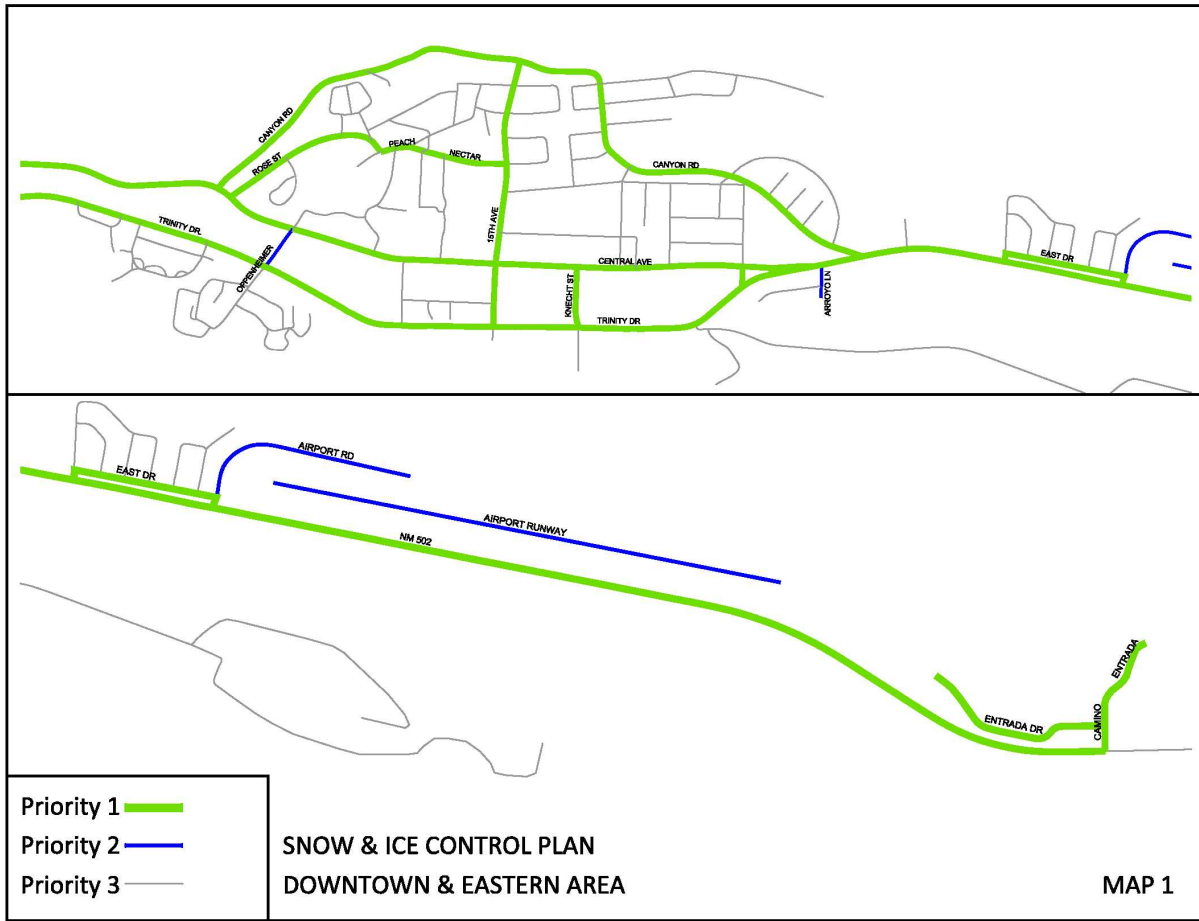 CANYON RD
ROSE ST
PEACH
NECTAR
CANYON RD
TRINITY DR.
OPPENHEIMER
15TH AVE
CENTRAL AVE
KNECHT ST
TRINITY DR
ARROYO LN
EAST DR
EAST DR
AIRPORT RD
AIRPORT RUNWAY
NM 502
ENTRADA
CAMINO
ENTRADA DR
Priority 1
Priority 2
Priority 3
SNOW & ICE CONTROL PLAN
DOWNTOWN & EASTERN AREA
MAP 1